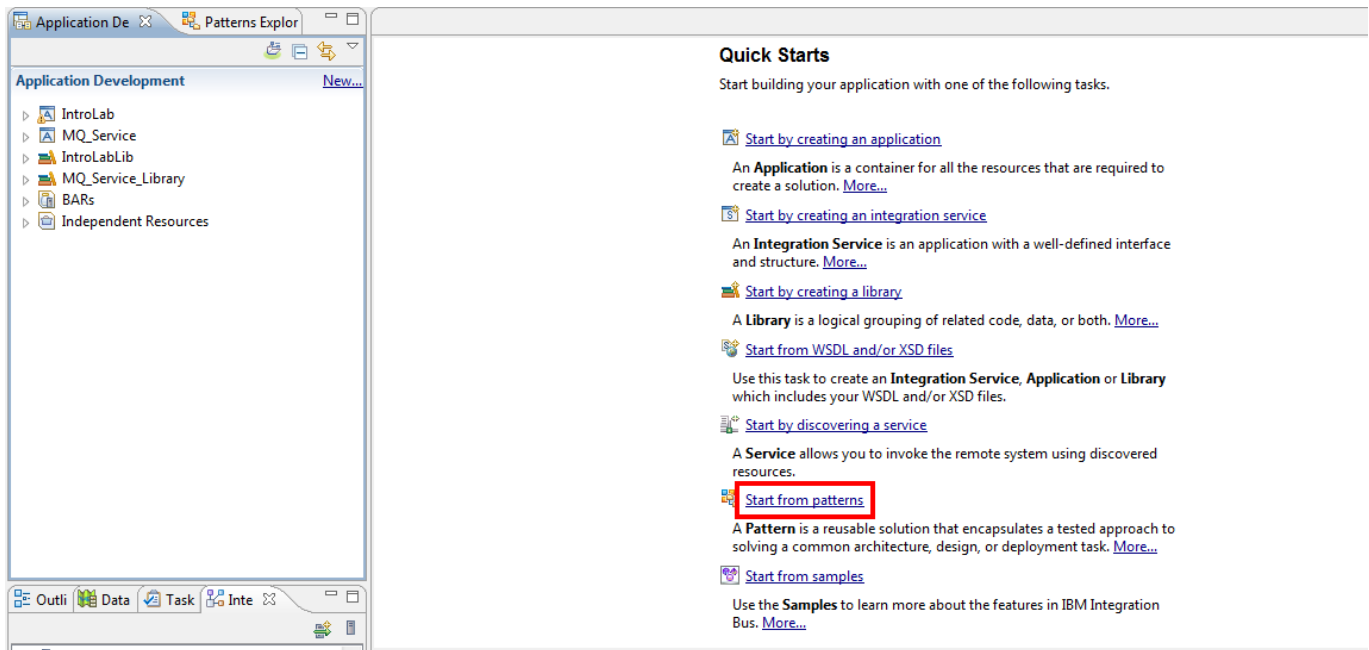 Application De
Patterns Explor
Application Development
New...
IntroLab
MQ_Service
IntroLabLib
MQ_Service_Library
BARs
Independent Resources
Outli
Data
Task
Inte
Quick Starts
Start building your application with one of the following tasks.
Start by creating an application
An Application is a container for all the resources that are required to
create a solution. More...
Start by creating an integration service
An Integration Service is an application with a well-defined interface
and structure. More...
Start by creating a library
A Library is a logical grouping of related code, data, or both. More...
Start from WSDL and/or XSD files
Use this task to create an Integration Service, Application or Library
which includes your WSDL and/or XSD files.
Start by discovering a service
A Service allows you to invoke the remote system using discovered
resources.
Start from patterns
A Pattern is a reusable solution that encapsulates a tested approach to
solving a common architecture, design, or deployment task. More...
Start from samples
Use the Samples to learn more about the features in IBM Integration
Bus. More...